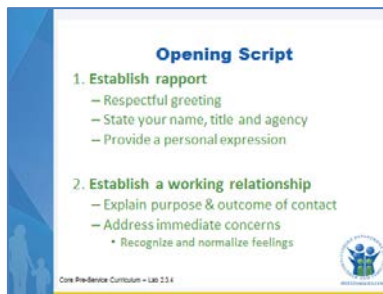 Opening Script
1. Establish rapport
– Respectful greeting
– State your name, title and agency
– Provide a personal expression
2. Establish a working relationship
– Explain purpose & outcome of contact
– Address immediate concerns
• Recognize and normalize feelings
Core Pre-Service Curriculum – Lab 2.3.4